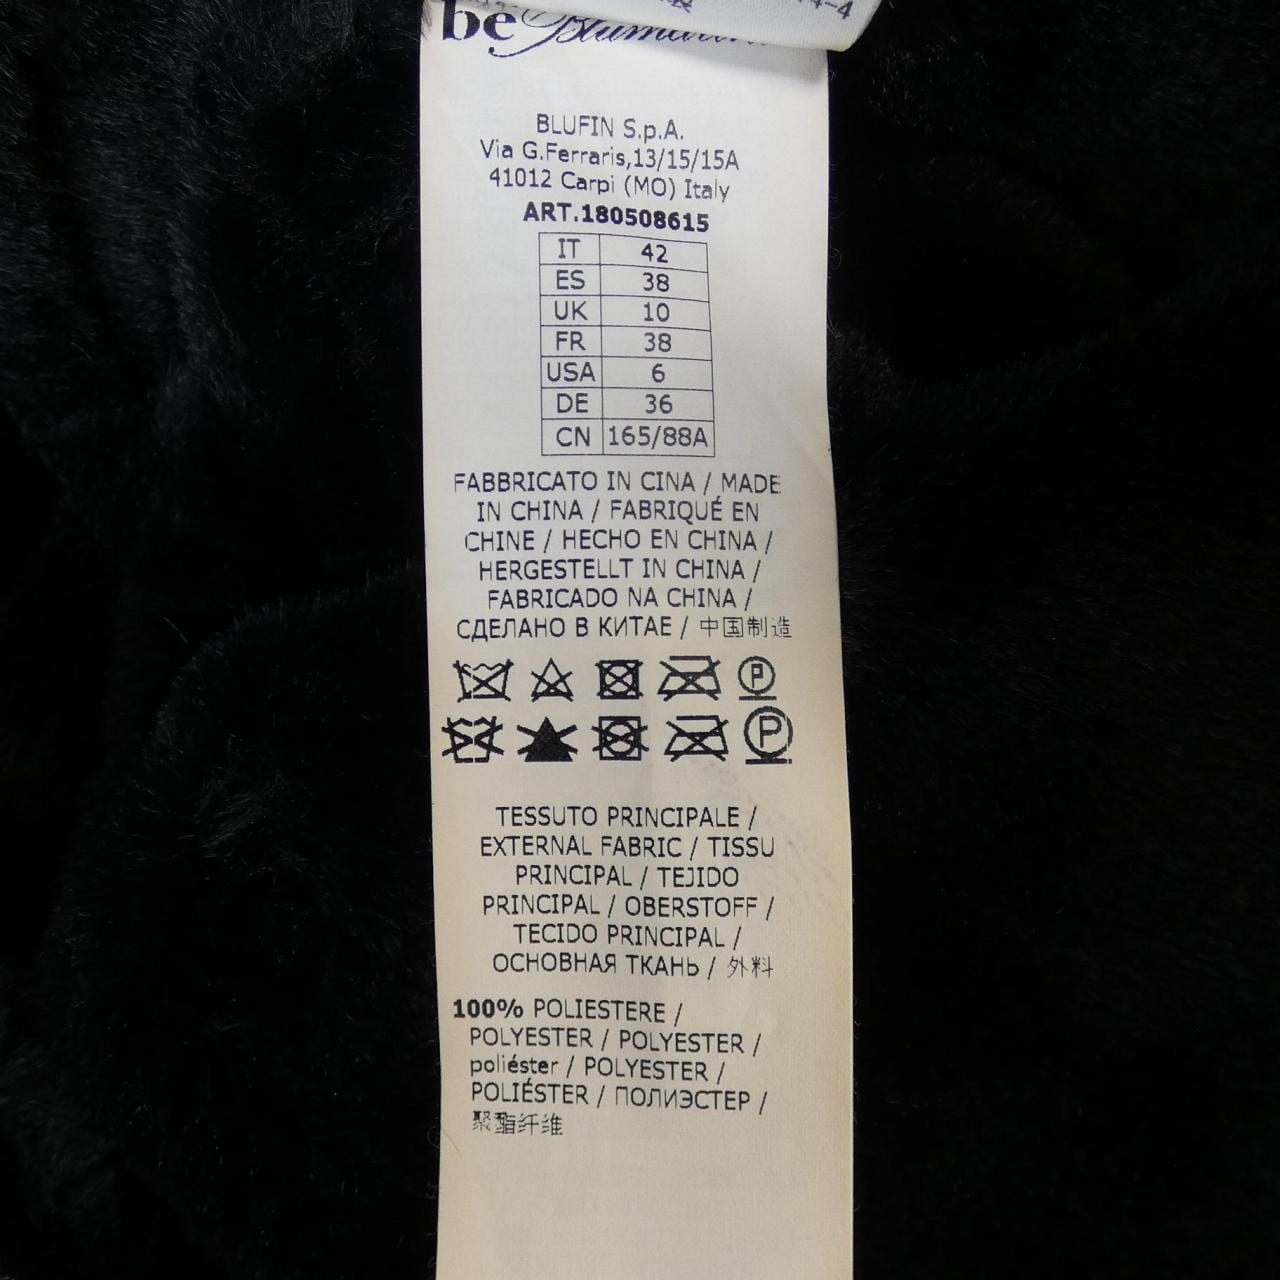 be Blumarine
BLUFIN S.p.A.
Via G.Ferraris,13/15/15A
41012 Carpi (MO) Italy
ART.180508615
IT 42
ES 38
UK 10
FR 38
USA 6
DE 36
CN 165/88A
FABBRICATO IN CINA / MADE
IN CHINA / FABRIQUÉ EN
CHINE / HECHO EN CHINA /
HERGESTELLT IN CHINA /
FABRICADO NA CHINA /
СДЕЛАНО В КИТАЕ / 中国制造
P
P
TESSUTO PRINCIPALE /
EXTERNAL FABRIC / TISSU
PRINCIPAL / TEJIDO
PRINCIPAL / OBERSTOFF /
TECIDO PRINCIPAL /
ОСНОВНАЯ ТКАНЬ / 外料
100% POLIESTERE /
POLYESTER / POLYESTER /
poliéster / POLYESTER /
POLIÉSTER / ПОЛИЭСТЕР /
聚酯纤维